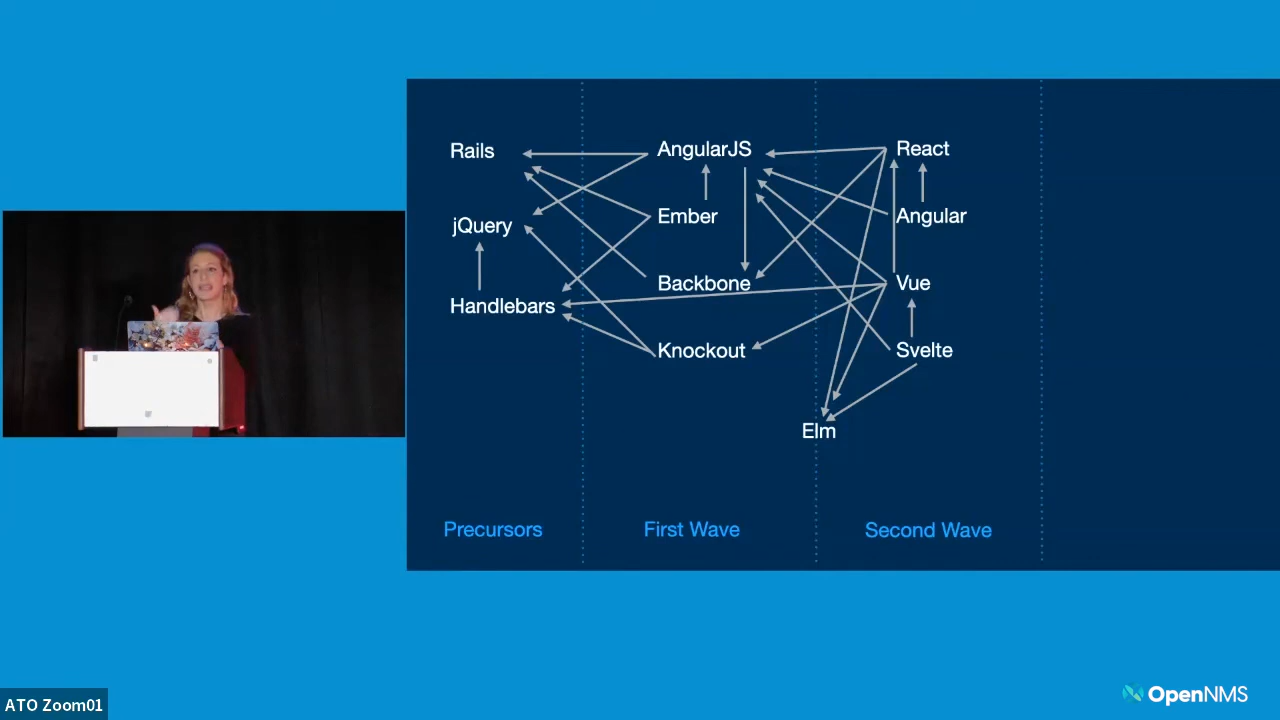 Rails
AngularJS
React
jQuery
Ember
Angular
Handlebars
Backbone
Vue
Knockout
Svelte
Elm
Precursors
First Wave
Second Wave
ATO Zoom01
OpenNMS